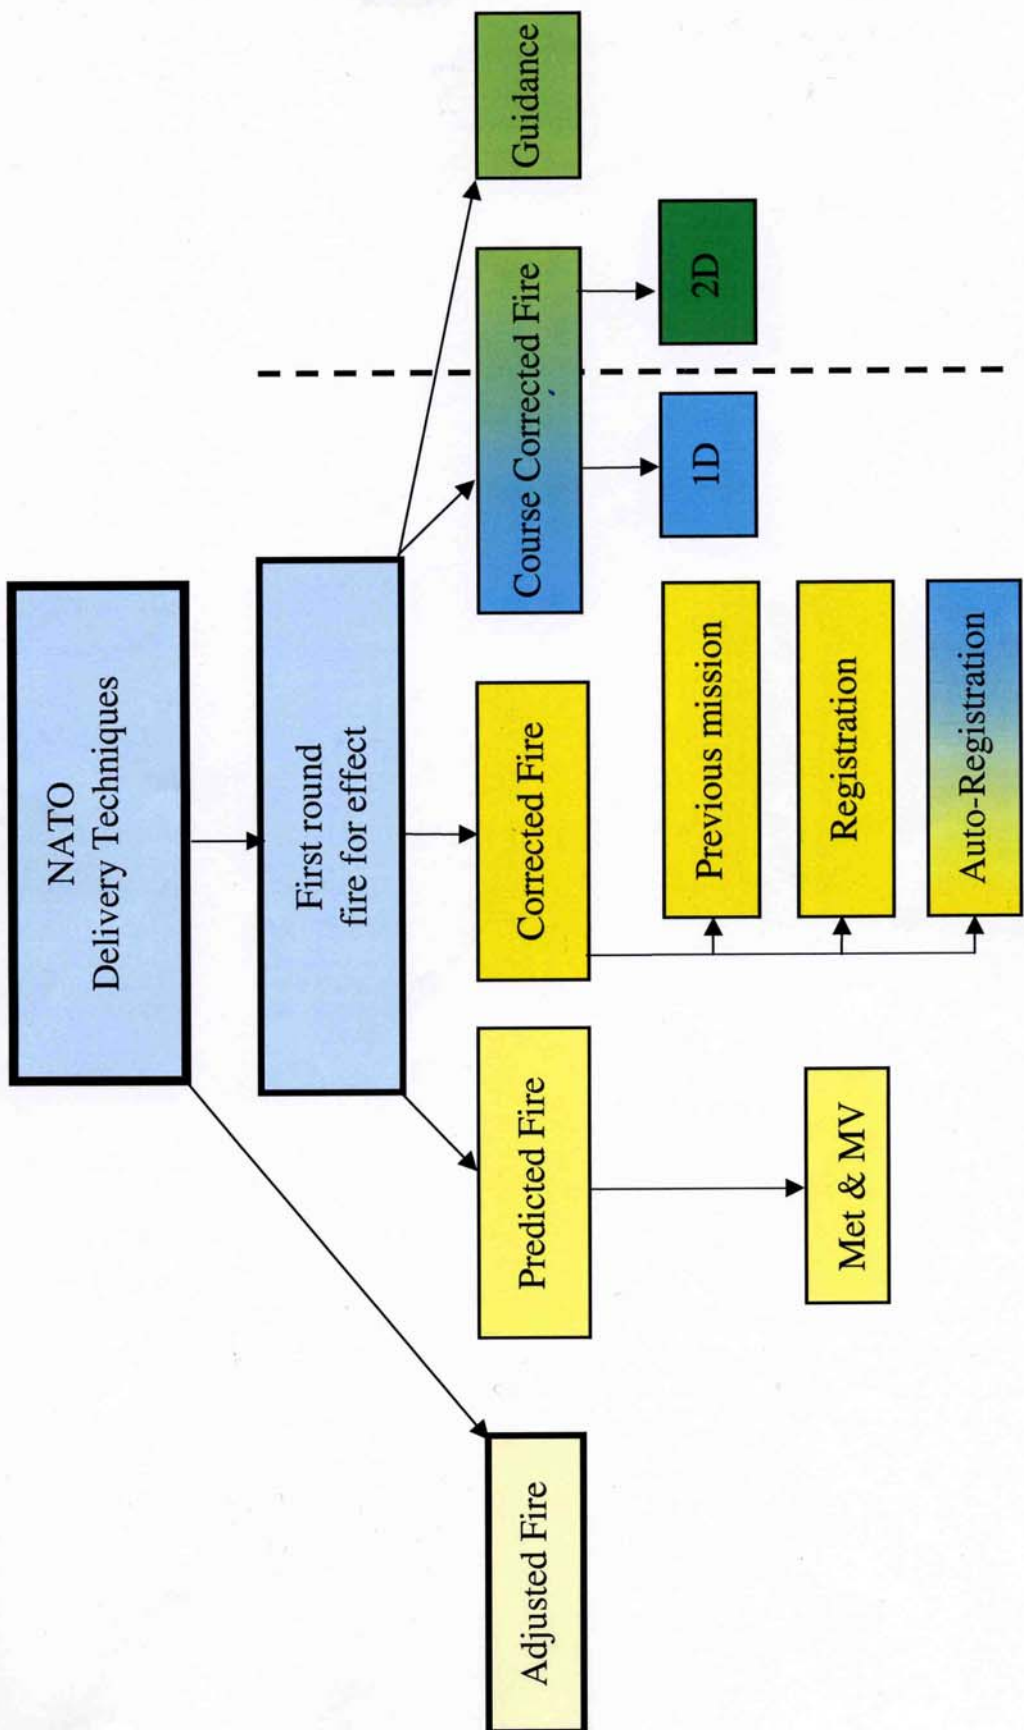 NATO
Delivery Techniques
First round
fire for effect
Adjusted Fire
Predicted Fire
Corrected Fire
Course Corrected Fire
Guidance
Met & MV
Previous mission
Registration
Auto-Registration
1D
2D